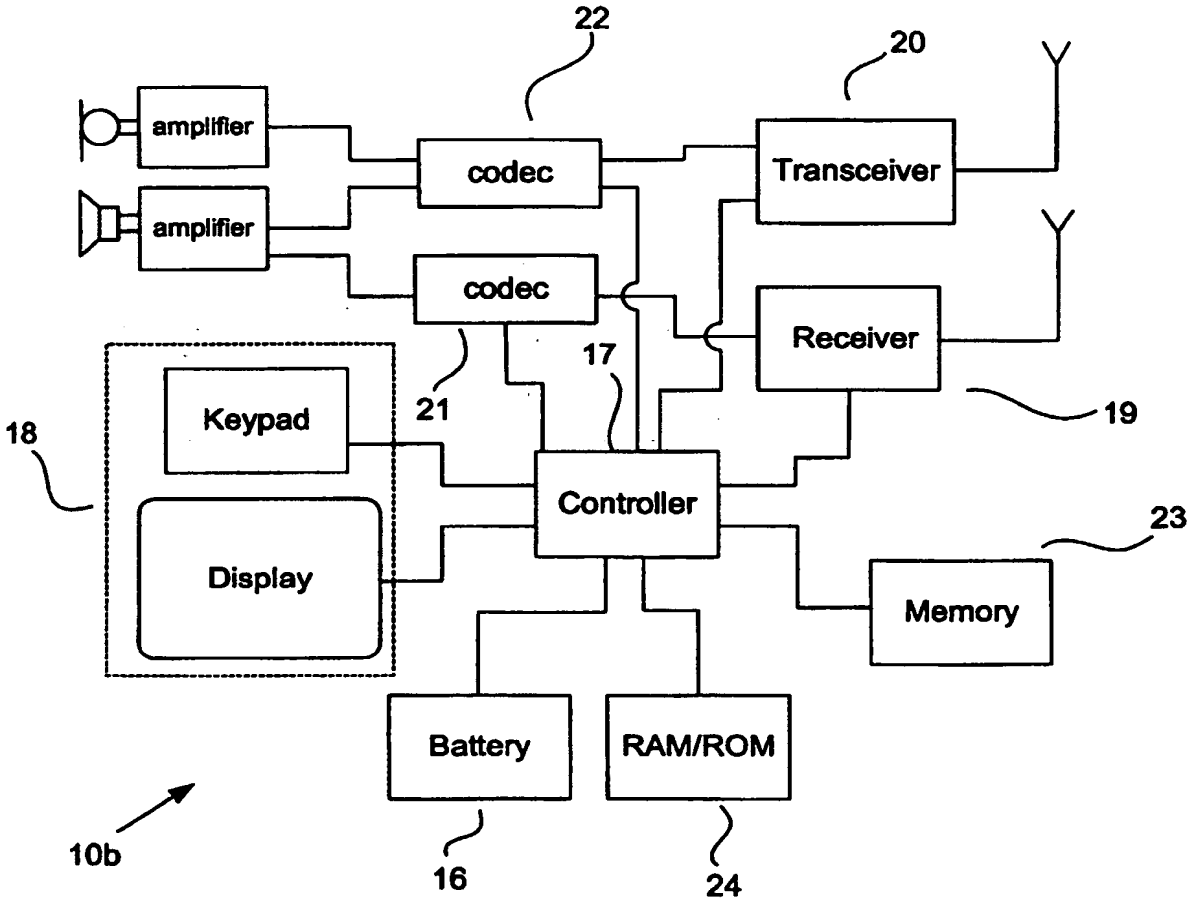 22
20
amplifier
codec
Transceiver
amplifier
codec
Receiver
17
21
19
Keypad
18
Controller
23
Display
Memory
Battery
RAM/ROM
10b
16
24